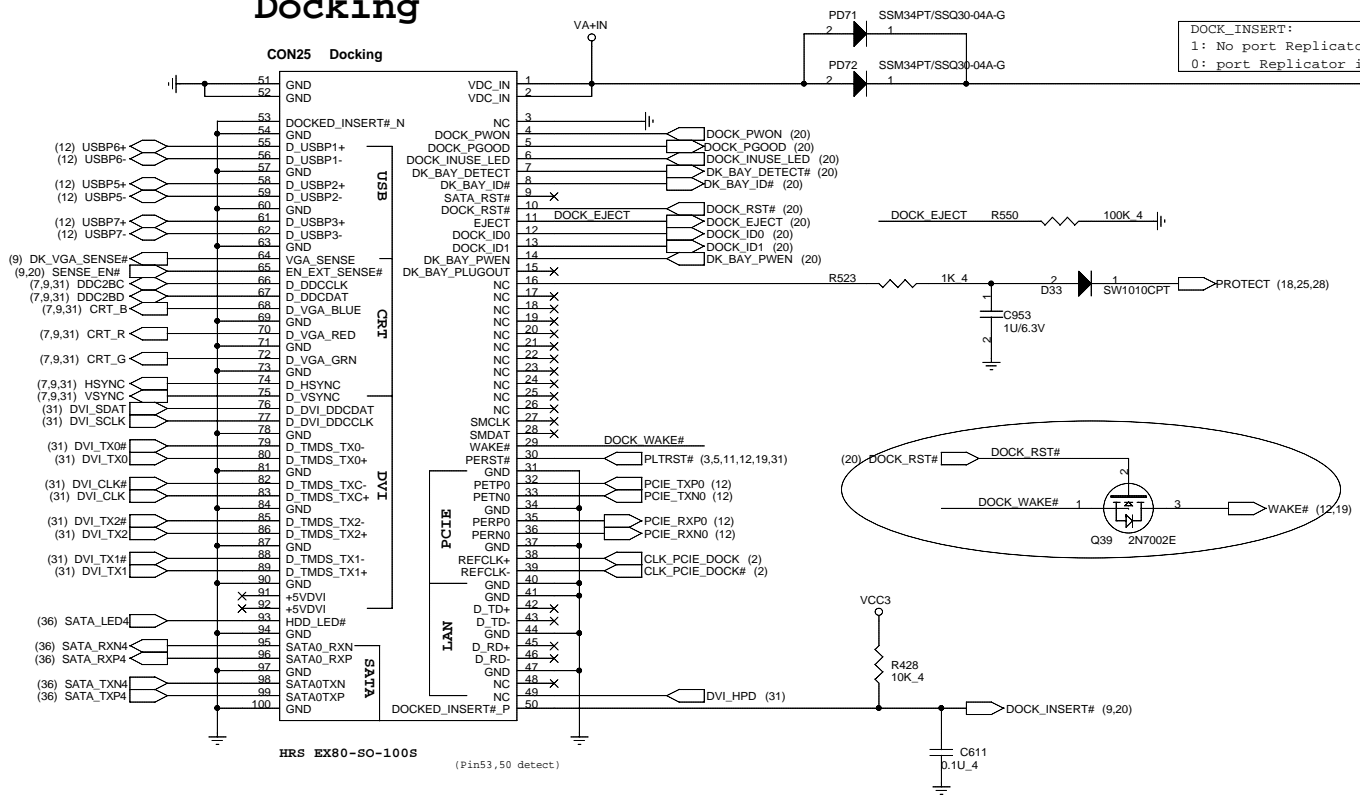 Docking
CON25 Docking
VA+IN
PD71 SSM34PT/SSQ30-04A-G
2 1
PD72 SSM34PT/SSQ30-04A-G
2 1
DOCK_INSERT:
1: No port Replicato
0: port Replicator i
51 GND
52 GND
53 DOCKED_INSERT#_N
54 GND
(12) USBP6+ 55 D_USBP1+
(12) USBP6- 56 D_USBP1-
57 GND
(12) USBP5+ 58 D_USBP2+
(12) USBP5- 59 D_USBP2-
60 GND
(12) USBP7+ 61 D_USBP3+
(12) USBP7- 62 D_USBP3-
63 GND
USB
(9) DK_VGA_SENSE# 64 VGA_SENSE
(9,20) SENSE_EN# 65 EN_EXT_SENSE#
(7,9,31) DDC2BC 66 D_DDCCLK
(7,9,31) DDC2BD 67 D_DDCDAT
(7,9,31) CRT_B 68 D_VGA_BLUE
69 GND
(7,9,31) CRT_R 70 D_VGA_RED
71 GND
(7,9,31) CRT_G 72 D_VGA_GRN
73 GND
(7,9,31) HSYNC 74 D_HSYNC
(7,9,31) VSYNC 75 D_VSYNC
CRT
(31) DVI_SDAT 76 D_DVI_DDCDAT
(31) DVI_SCLK 77 D_DVI_DDCCLK
78 GND
(31) DVI_TX0# 79 D_TMDS_TX0-
(31) DVI_TX0 80 D_TMDS_TX0+
81 GND
(31) DVI_CLK# 82 D_TMDS_TXC-
(31) DVI_CLK 83 D_TMDS_TXC+
84 GND
(31) DVI_TX2# 85 D_TMDS_TX2-
(31) DVI_TX2 86 D_TMDS_TX2+
87 GND
(31) DVI_TX1# 88 D_TMDS_TX1-
(31) DVI_TX1 89 D_TMDS_TX1+
90 GND
91 +5VDVI
92 +5VDVI
DVI
(36) SATA_LED4 93 HDD_LED#
94 GND
(36) SATA_RXN4 95 SATA0_RXN
(36) SATA_RXP4 96 SATA0_RXP
97 GND
(36) SATA_TXN4 98 SATA0TXN
(36) SATA_TXP4 99 SATA0TXP
100 GND
SATA
VDC_IN 1
VDC_IN 2
NC 3
DOCK_PWON 4 DOCK_PWON (20)
DOCK_PGOOD 5 DOCK_PGOOD (20)
DOCK_INUSE_LED 6 DOCK_INUSE_LED (20)
DK_BAY_DETECT 7 DK_BAY_DETECT# (20)
DK_BAY_ID# 8 DK_BAY_ID# (20)
SATA_RST# 9
DOCK_RST# 10 DOCK_RST# (20)
EJECT 11 DOCK_EJECT DOCK_EJECT (20)
DOCK_ID0 12 DOCK_ID0 (20)
DOCK_ID1 13 DOCK_ID1 (20)
DK_BAY_PWEN 14 DK_BAY_PWEN (20)
DK_BAY_PLUGOUT 15
NC 16
NC 17
NC 18
NC 19
NC 20
NC 21
NC 22
NC 23
NC 24
NC 25
NC 26
SMCLK 27
SMDAT 28
WAKE# 29 DOCK_WAKE#
PERST# 30 PLTRST# (3,5,11,12,19,31)
GND 31
PETP0 32 PCIE_TXP0 (12)
PETN0 33 PCIE_TXN0 (12)
GND 34
PERP0 35 PCIE_RXP0 (12)
PERN0 36 PCIE_RXN0 (12)
GND 37
REFCLK+ 38 CLK_PCIE_DOCK (2)
REFCLK- 39 CLK_PCIE_DOCK# (2)
GND 40
PCIE
GND 41
D_TD+ 42
D_TD- 43
GND 44
D_RD+ 45
D_RD- 46
GND 47
NC 48
NC 49 DVI_HPD (31)
LAN
DOCKED_INSERT#_P 50
DOCK_EJECT R550 100K_4
R523 1K_4
2 D33 1 SW1010CPT
PROTECT (18,25,28)
1
C953
1U/6.3V
2
(20) DOCK_RST# DOCK_RST#
2
DOCK_WAKE# 1 3 WAKE# (12,19)
Q39 2N7002E
VCC3
R428
10K_4
DOCK_INSERT# (9,20)
C611
0.1U_4
HRS EX80-SO-100S
(Pin53,50 detect)